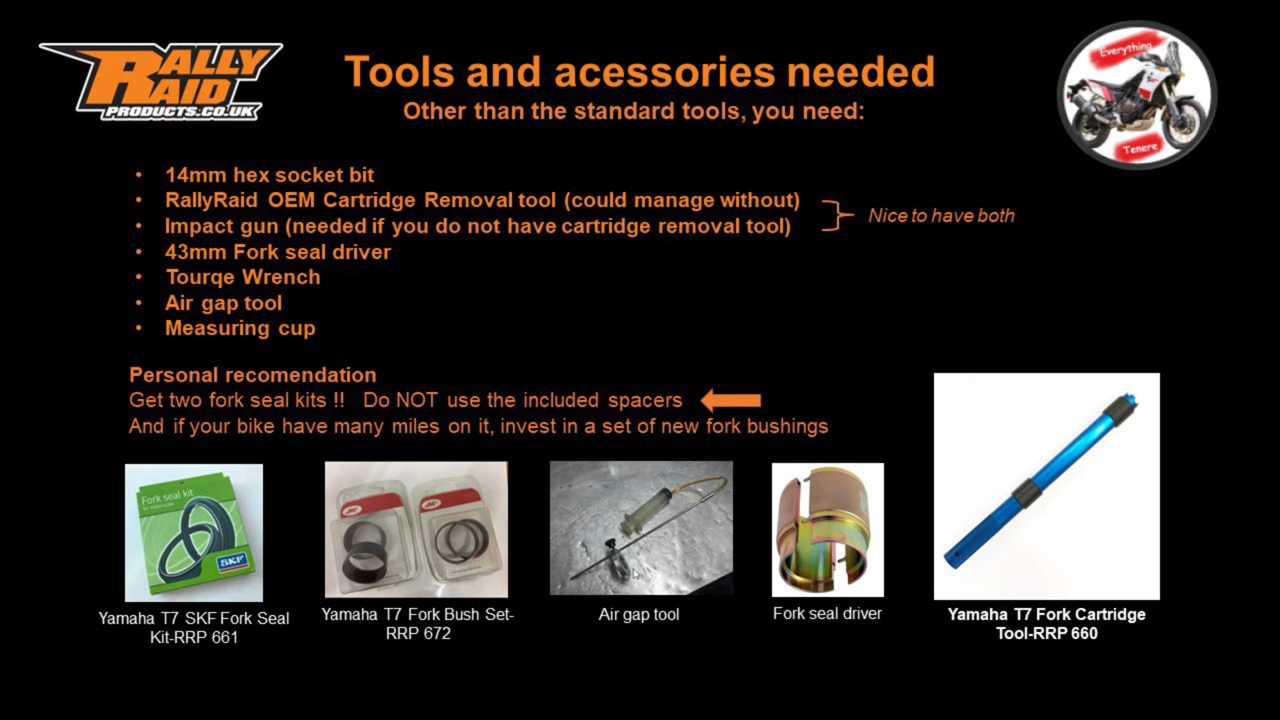 RALLY
RAID
PRODUCTS.CO.UK
Tools and acessories needed
Other than the standard tools, you need:
Everything
Tenere
• 14mm hex socket bit
• RallyRaid OEM Cartridge Removal tool (could manage without)
• Impact gun (needed if you do not have cartridge removal tool)
Nice to have both
• 43mm Fork seal driver
• Tourqe Wrench
• Air gap tool
• Measuring cup
Personal recomendation
Get two fork seal kits !! Do NOT use the included spacers
And if your bike have many miles on it, invest in a set of new fork bushings
Fork seal kit
SKF
Yamaha T7 SKF Fork Seal
Kit-RRP 661
Yamaha T7 Fork Bush Set-
RRP 672
Air gap tool
Fork seal driver
Yamaha T7 Fork Cartridge
Tool-RRP 660